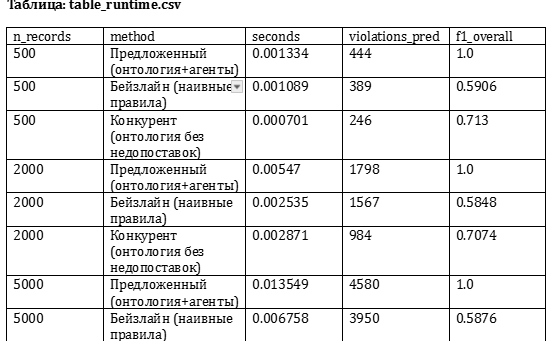 Таблица: table_runtime.csv
n_records method seconds violations_pred f1_overall
500 Предложенный 0.001334 444 1.0
(онтология+агенты)
500 Бейзлайн (наивные 0.001089 389 0.5906
правила)
500 Конкурент 0.000701 246 0.713
(онтология без
недопоставок)
2000 Предложенный 0.00547 1798 1.0
(онтология+агенты)
2000 Бейзлайн (наивные 0.002535 1567 0.5848
правила)
2000 Конкурент 0.002871 984 0.7074
(онтология без
недопоставок)
5000 Предложенный 0.013549 4580 1.0
(онтология+агенты)
5000 Бейзлайн (наивные 0.006758 3950 0.5876
правила)